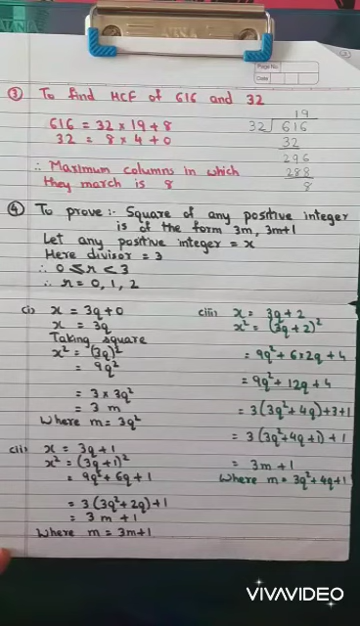 Page No.
Date
③ To find HCF of 616 and 32
616 = 32 × 19 + 8
32 = 8 × 4 + 0
∴ Maximum columns in which
they march is 8
19
32 616
32
296
288
8
④ To prove :- Square of any positive integer
is of the form 3m, 3m+1
Let any positive integer = x
Here divisor = 3
∴ 0 ≤ r < 3
∴ r = 0, 1, 2
(i) x = 3q + 0
x = 3q
Taking square
x² = (3q)²
= 9q²
= 3 × 3q²
= 3 m
Where m = 3q²
(ii) x = 3q + 1
x² = (3q + 1)²
= 9q² + 6q + 1
= 3 (3q² + 2q) + 1
= 3 m + 1
Where m = 3m+1
(iii) x = 3q + 2
x² = (3q + 2)²
= 9q² + 6×2q + 4
= 9q² + 12q + 4
= 3 (3q² + 4q) + 3 + 1
= 3 (3q² + 4q + 1) + 1
= 3m + 1
Where m = 3q² + 4q + 1
VIVAVIDEO